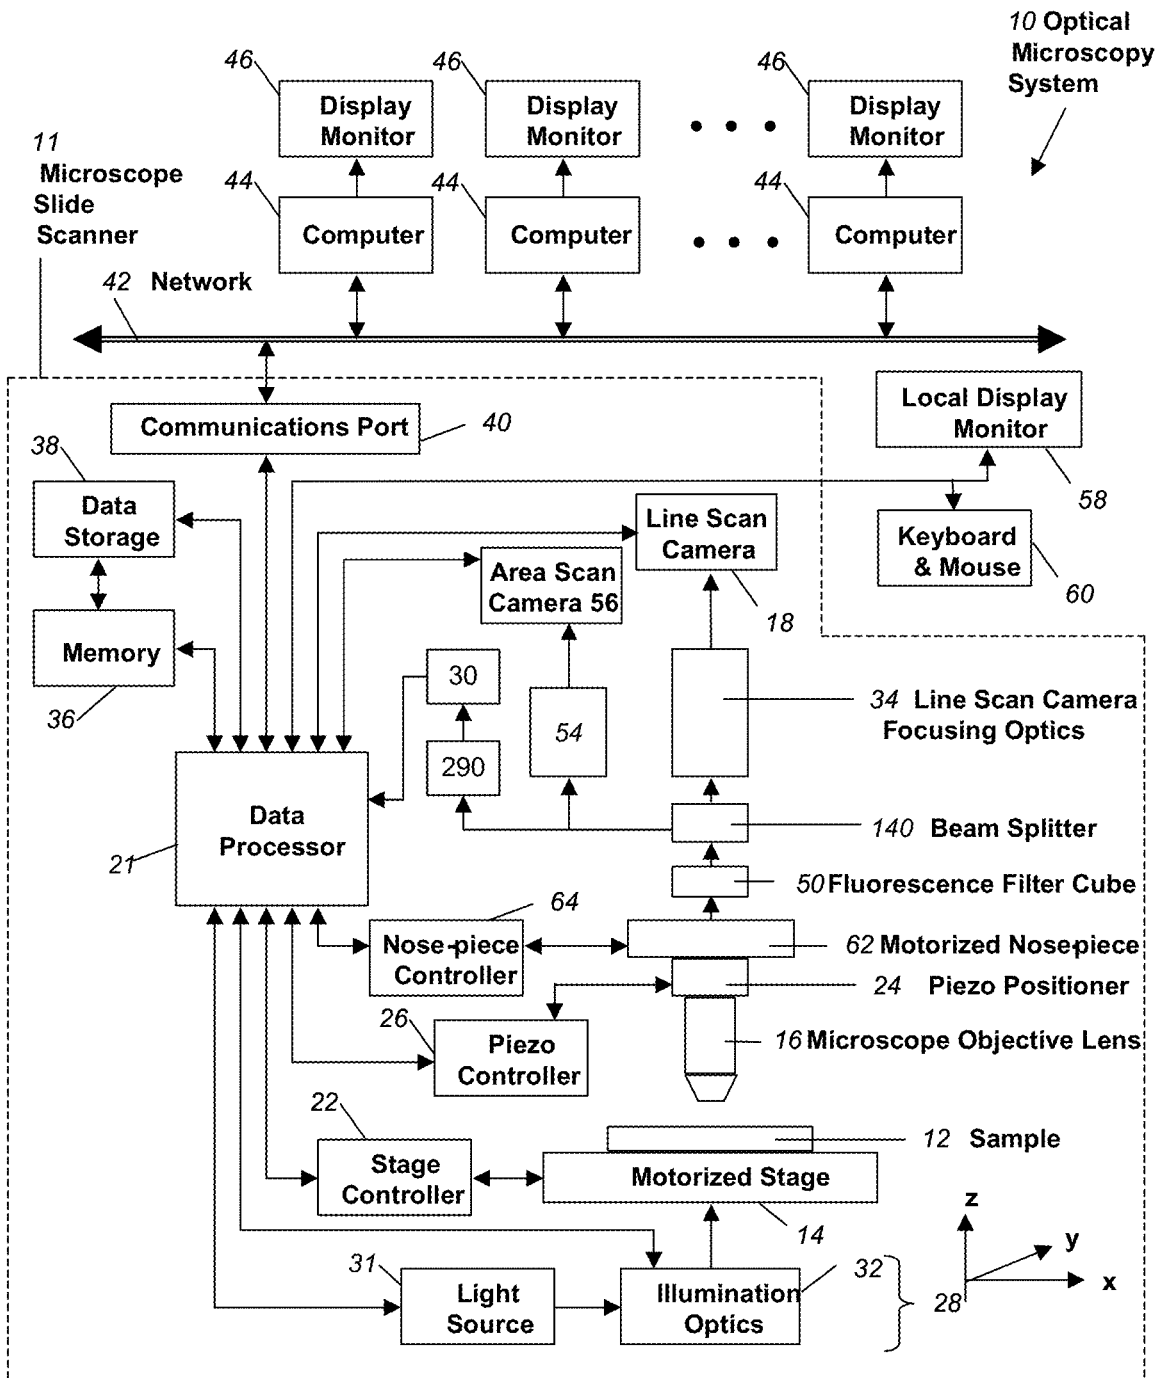 10 Optical
Microscopy
System
46
46
46
Display
Monitor
Display
Monitor
Display
Monitor
11
Microscope
Slide
Scanner
44
44
44
Computer
Computer
Computer
42 Network
Communications Port
40
Local Display
Monitor
58
38
Data
Storage
Line Scan
Camera
18
Keyboard
& Mouse
60
Area Scan
Camera 56
Memory
36
30
54
290
34 Line Scan Camera
Focusing Optics
Data
Processor
21
140 Beam Splitter
50 Fluorescence Filter Cube
64
Nose-piece
Controller
62 Motorized Nose-piece
24 Piezo Positioner
26
Piezo
Controller
16 Microscope Objective Lens
22
Stage
Controller
12 Sample
Motorized Stage
14
z
y
x
31
Light
Source
Illumination
Optics
32
28